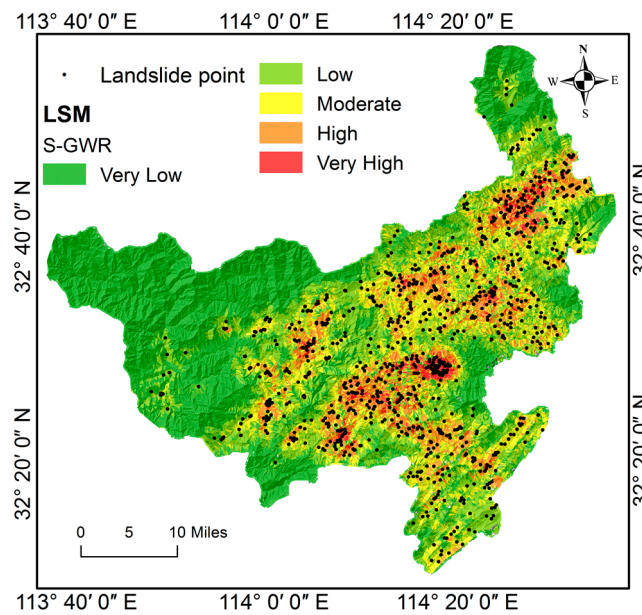 113° 40′ 0″ E 114° 0′ 0″ E 114° 20′ 0″ E
N
W E
S
Landslide point
LSM
S-GWR
Very Low
Low
Moderate
High
Very High
32° 40′ 0″ N
32° 20′ 0″ N
32° 40′ 0″ N
32° 20′ 0″ N
0 5 10 Miles
113° 40′ 0″ E 114° 0′ 0″ E 114° 20′ 0″ E